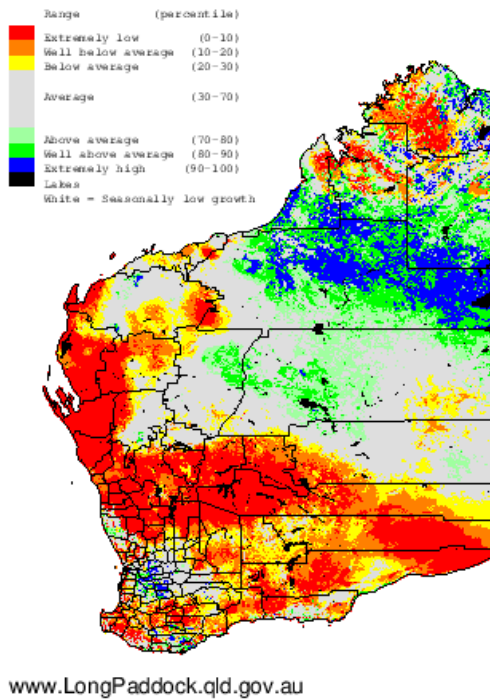 Range (percentile)
Extremely low (0-10)
Well below average (10-20)
Below average (20-30)
Average (30-70)
Above average (70-80)
Well above average (80-90)
Extremely high (90-100)
Lakes
White = Seasonally low growth
www.LongPaddock.qld.gov.au